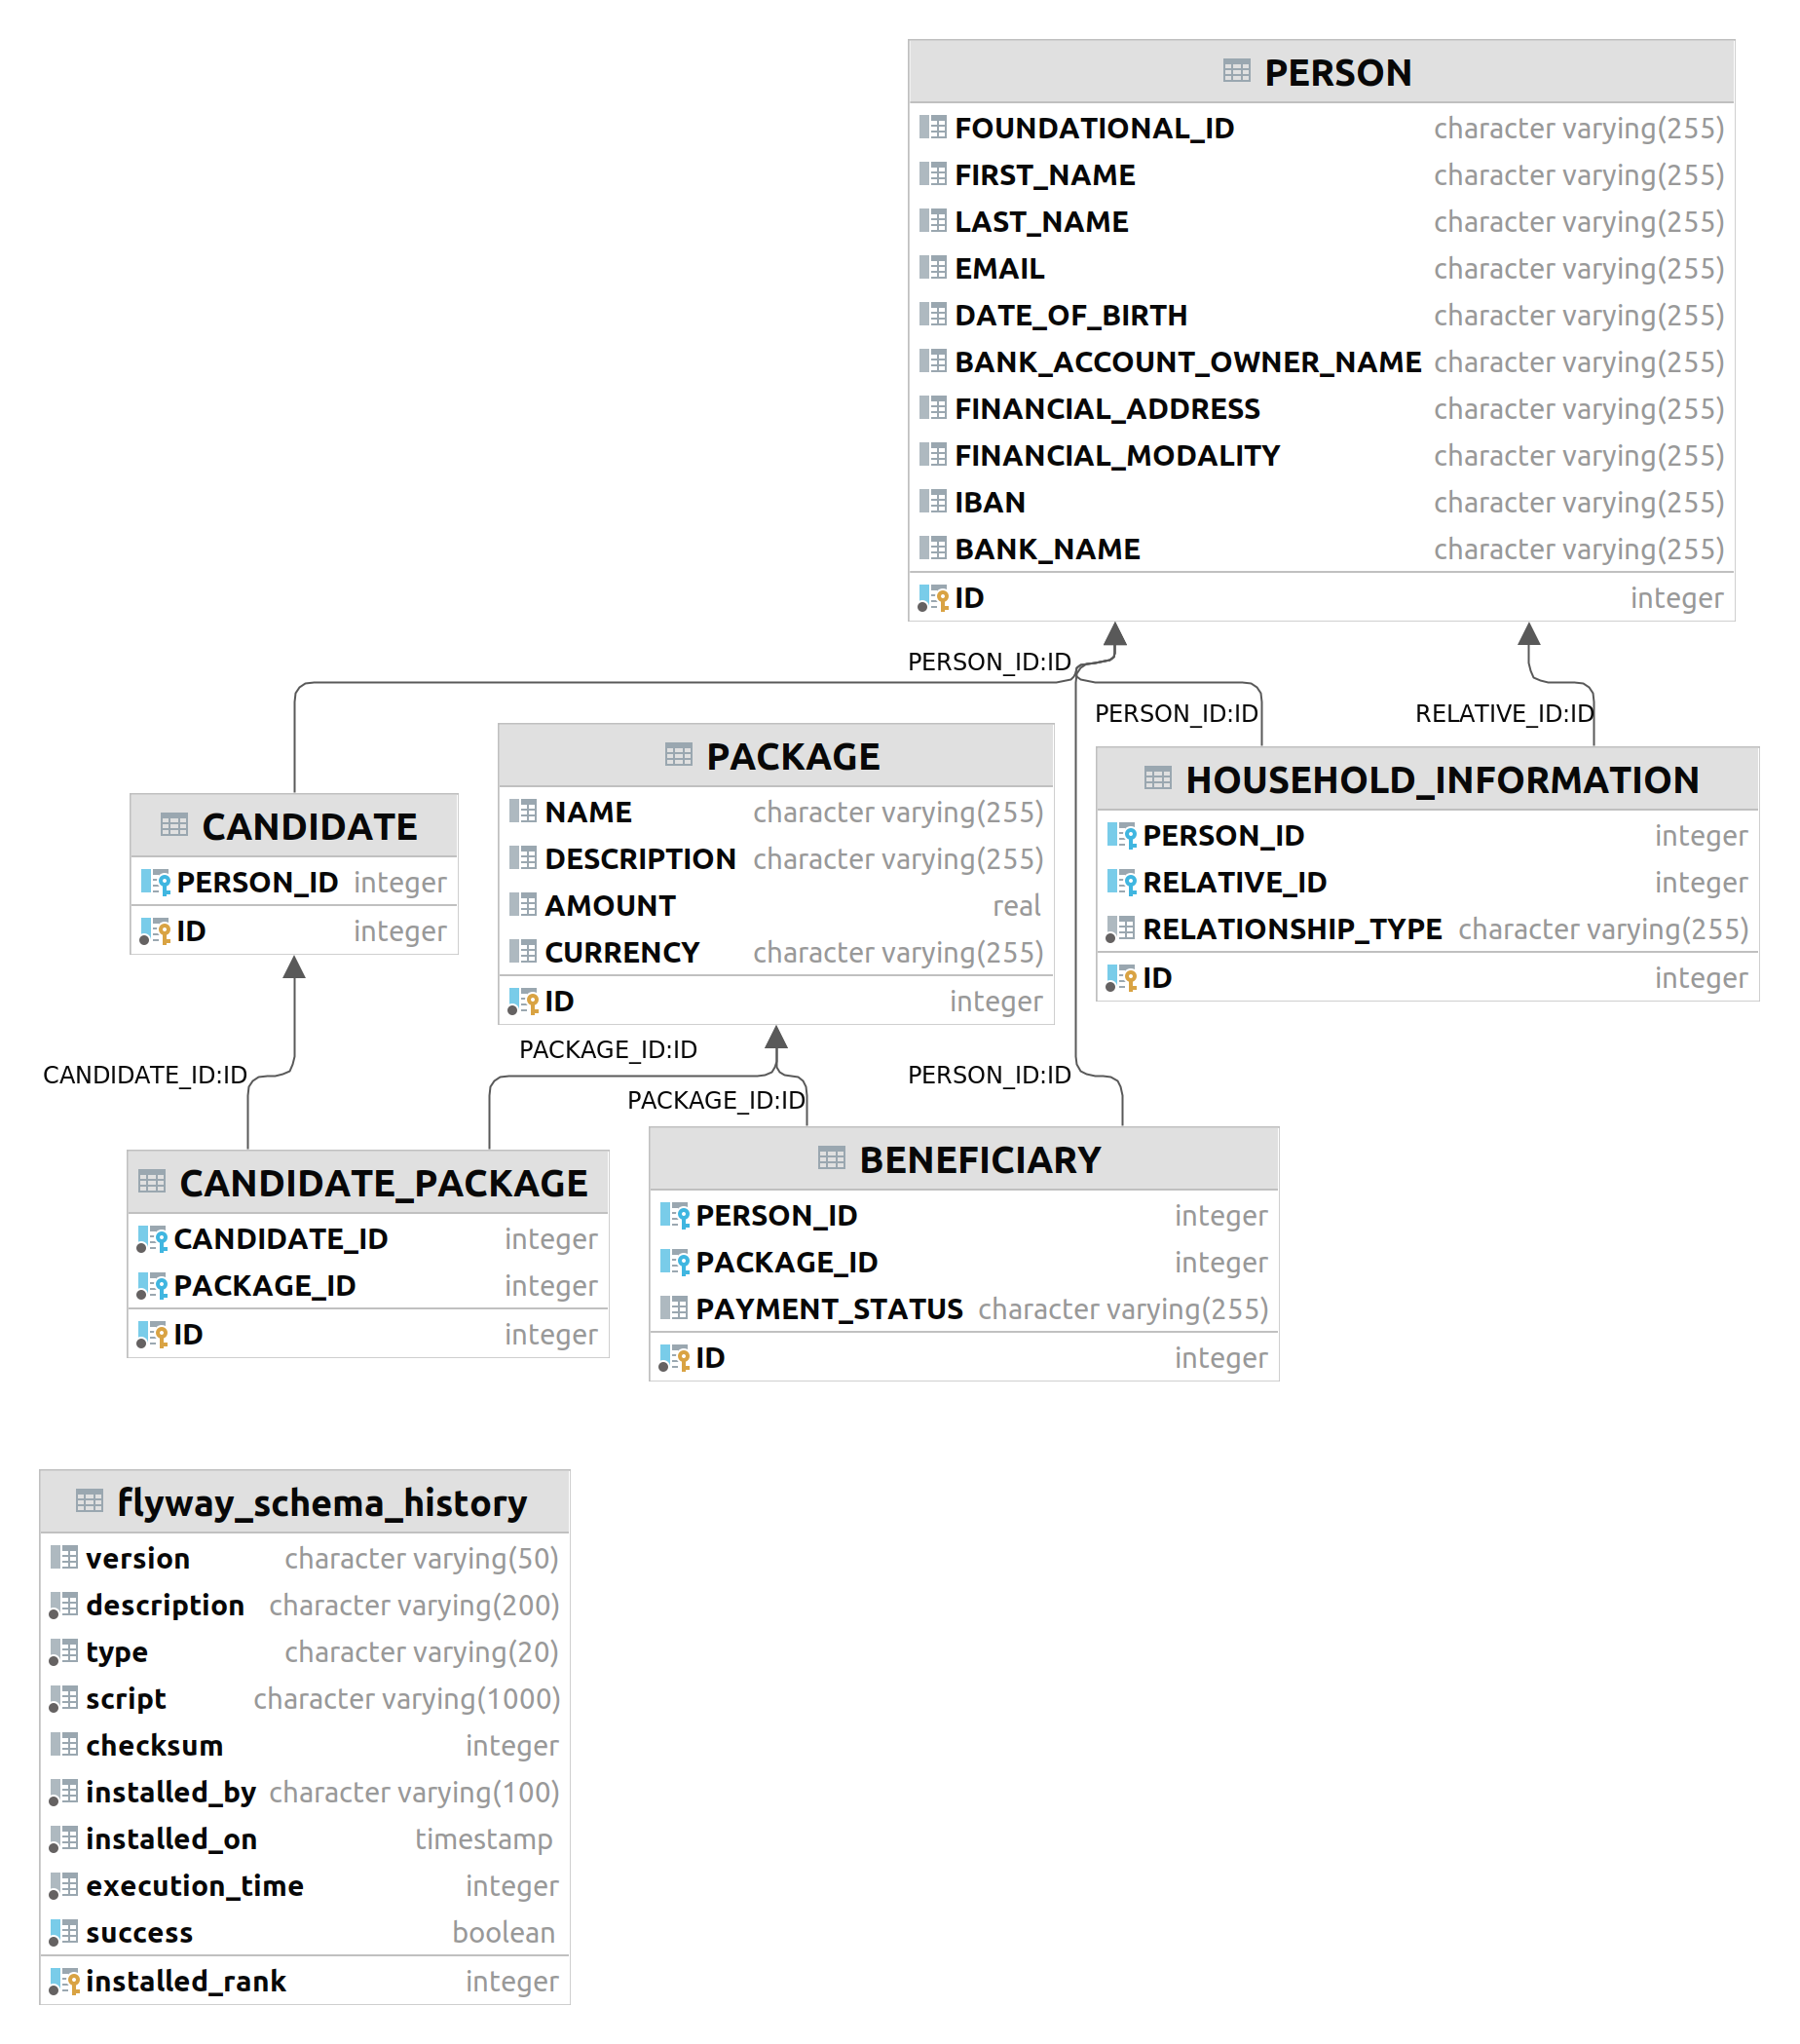 PERSON
FOUNDATIONAL_ID character varying(255)
FIRST_NAME character varying(255)
LAST_NAME character varying(255)
EMAIL character varying(255)
DATE_OF_BIRTH character varying(255)
BANK_ACCOUNT_OWNER_NAME character varying(255)
FINANCIAL_ADDRESS character varying(255)
FINANCIAL_MODALITY character varying(255)
IBAN character varying(255)
BANK_NAME character varying(255)
ID integer
PERSON_ID:ID
PERSON_ID:ID
RELATIVE_ID:ID
PACKAGE
NAME character varying(255)
DESCRIPTION character varying(255)
AMOUNT real
CURRENCY character varying(255)
ID integer
HOUSEHOLD_INFORMATION
PERSON_ID integer
RELATIVE_ID integer
RELATIONSHIP_TYPE character varying(255)
ID integer
CANDIDATE
PERSON_ID integer
ID integer
PACKAGE_ID:ID
CANDIDATE_ID:ID
PERSON_ID:ID
PACKAGE_ID:ID
CANDIDATE_PACKAGE
CANDIDATE_ID integer
PACKAGE_ID integer
ID integer
BENEFICIARY
PERSON_ID integer
PACKAGE_ID integer
PAYMENT_STATUS character varying(255)
ID integer
flyway_schema_history
version character varying(50)
description character varying(200)
type character varying(20)
script character varying(1000)
checksum integer
installed_by character varying(100)
installed_on timestamp
execution_time integer
success boolean
installed_rank integer